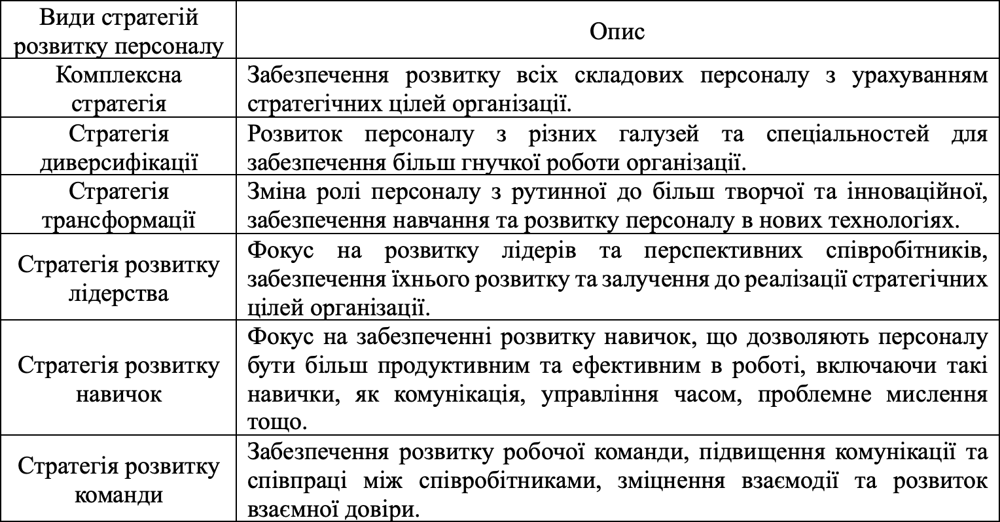 Види стратегій
розвитку персоналу
Опис
Комплексна
стратегія
Забезпечення розвитку всіх складових персоналу з урахуванням
стратегічних цілей організації.
Стратегія
диверсифікації
Розвиток персоналу з різних галузей та спеціальностей для
забезпечення більш гнучкої роботи організації.
Стратегія
трансформації
Зміна ролі персоналу з рутинної до більш творчої та інноваційної,
забезпечення навчання та розвитку персоналу в нових технологіях.
Стратегія розвитку
лідерства
Фокус на розвитку лідерів та перспективних співробітників,
забезпечення їхнього розвитку та залучення до реалізації стратегічних
цілей організації.
Стратегія розвитку
навичок
Фокус на забезпеченні розвитку навичок, що дозволяють персоналу
бути більш продуктивним та ефективним в роботі, включаючи такі
навички, як комунікація, управління часом, проблемне мислення
тощо.
Стратегія розвитку
команди
Забезпечення розвитку робочої команди, підвищення комунікації та
співпраці між співробітниками, зміцнення взаємодії та розвиток
взаємної довіри.